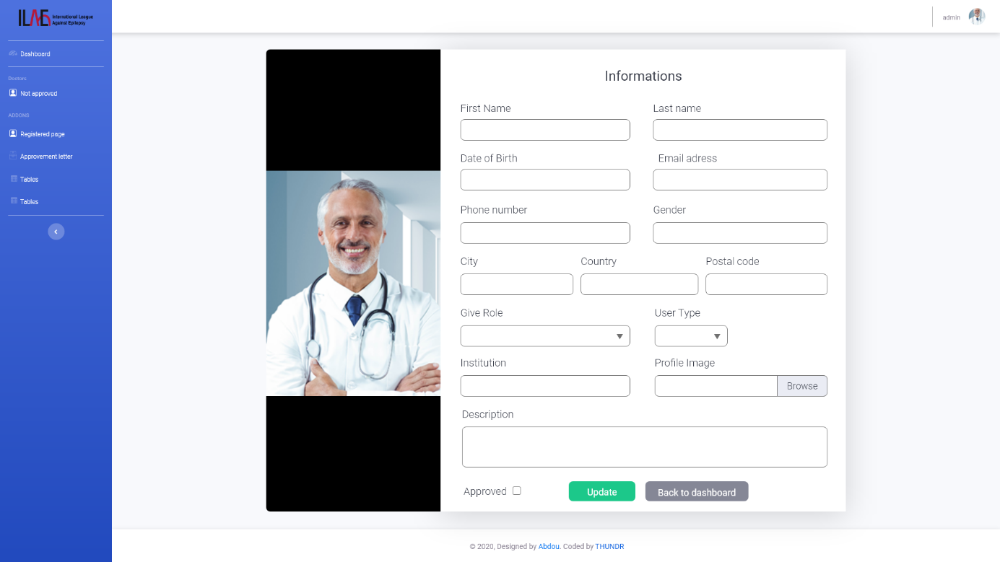 ILAE International League
Against Epilepsy
admin
Dashboard
Doctors
Not approved
ADDONS
Registered page
Approvement letter
Tables
Tables
Informations
First Name
Last name
Date of Birth
Email adress
Phone number
Gender
City
Country
Postal code
Give Role
User Type
Institution
Profile Image
Browse
Description
Approved
Update
Back to dashboard
© 2020, Designed by Abdou. Coded by THUNDR